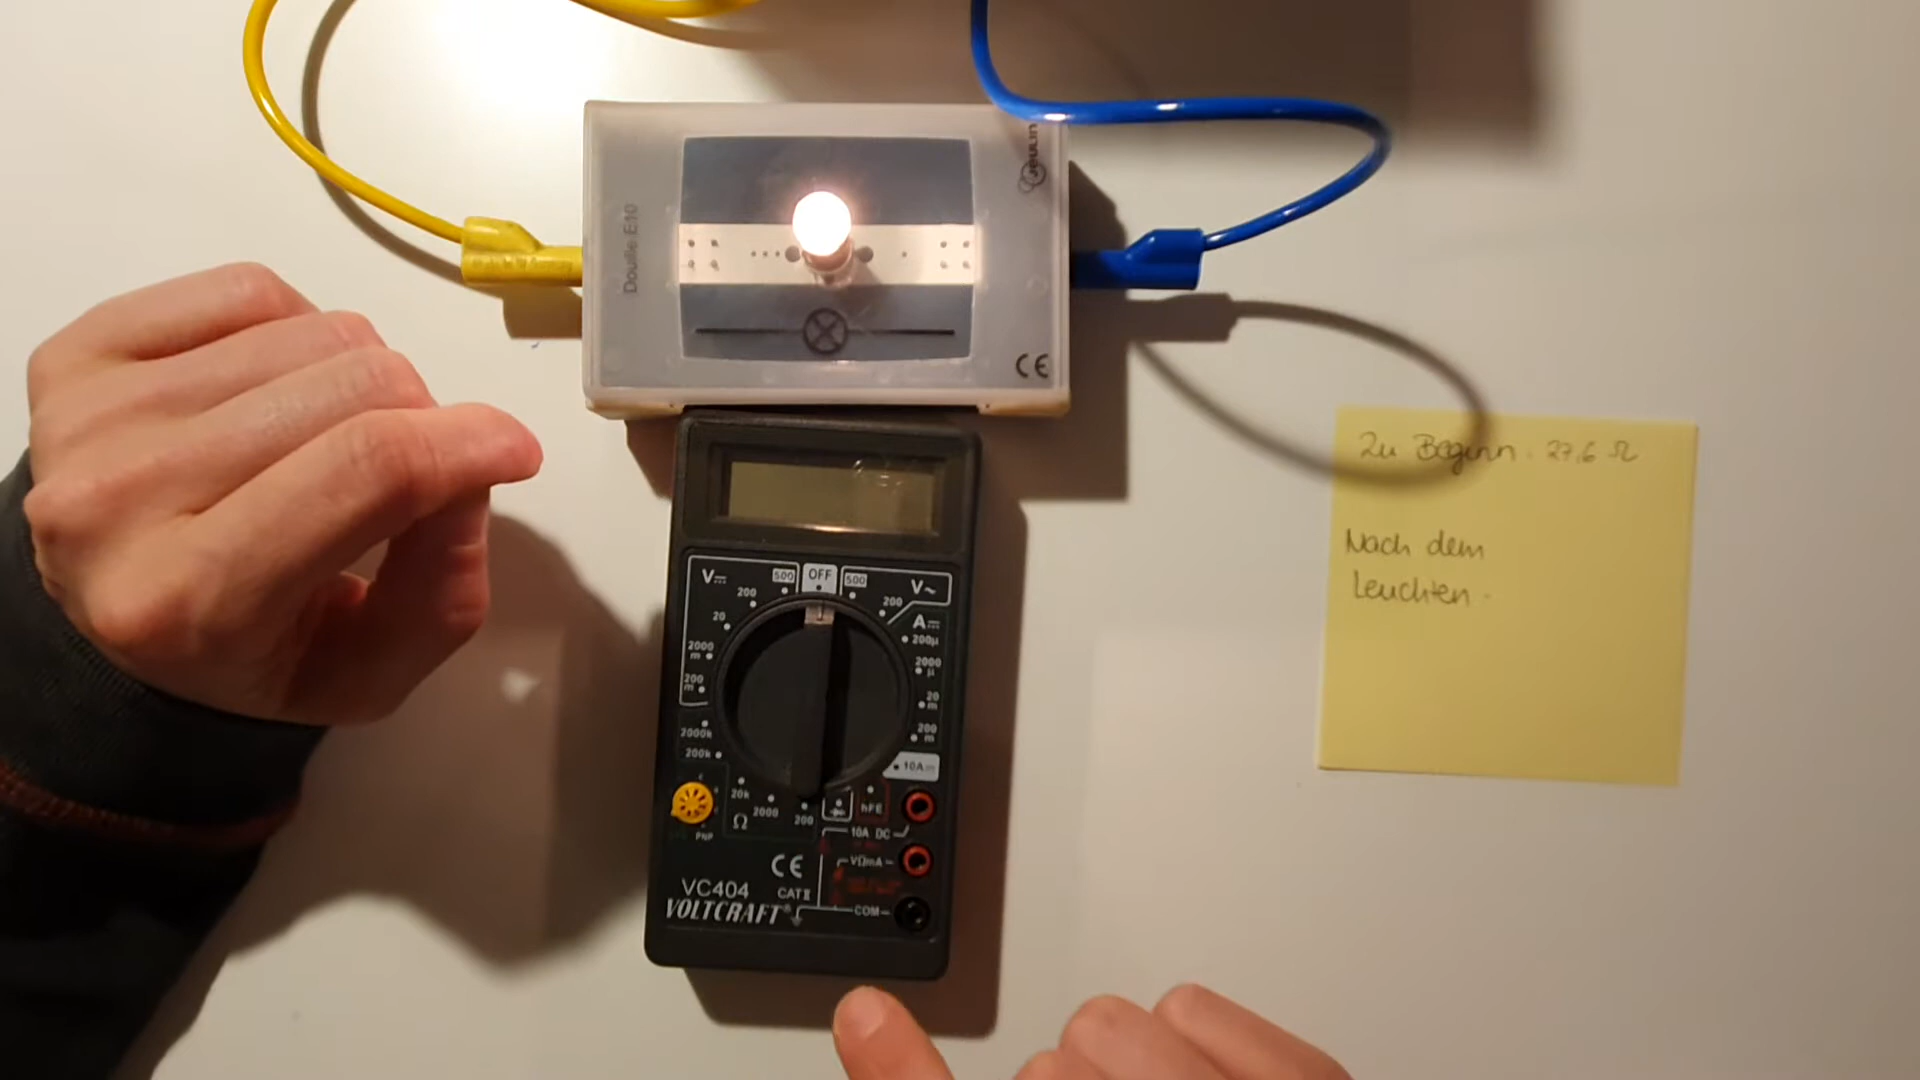 Douille E10
JEULIN
CE
Zu Beginn: 27,6 Ω
Nach dem
Leuchten:
V⎓
500
OFF
500
V~
200
200
20
A⎓
2000
m
200µ
200
m
2000
µ
2000k
20
m
200k
200
m
20k
10A⎓
2000
200
hFE
Ω
PNP
10A DC
VΩmA
CE
CAT II
VC404
VOLTCRAFT®
COM